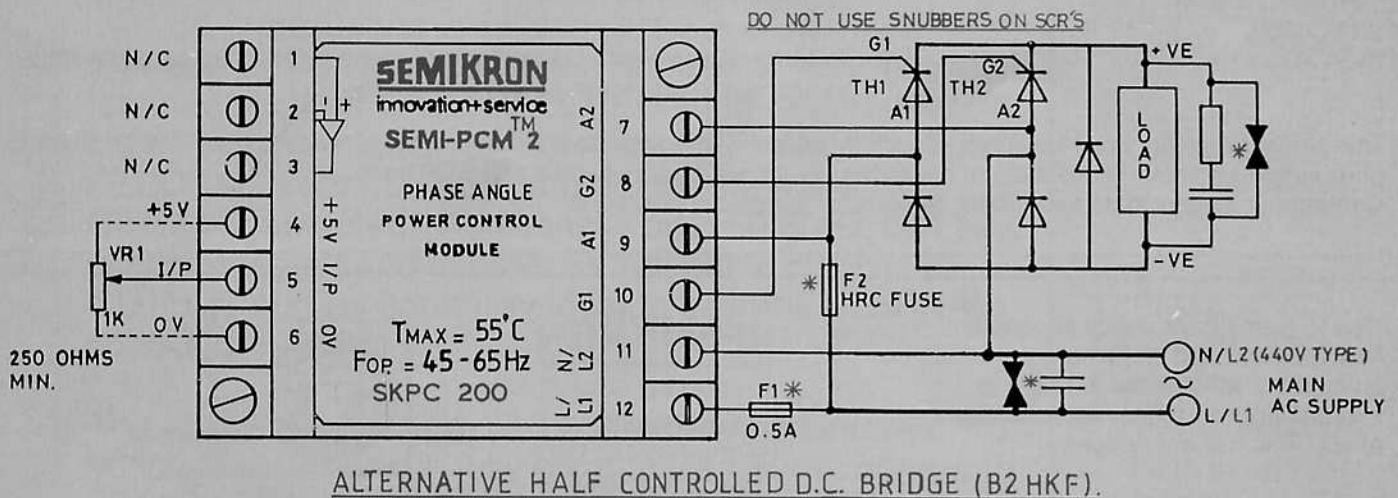 DO NOT USE SNUBBERS ON SCR'S
N/C 1
N/C 2
N/C 3
- +
+5V 4 +5V
VR1
I/P 5 I/P
1K
0V 6 0V
250 OHMS
MIN.
SEMIKRON
innovation+service
SEMI-PCM™ 2
PHASE ANGLE
POWER CONTROL
MODULE
TMAX = 55°C
FOP. = 45-65Hz
SKPC 200
A2 7
G2 8
A1 9
G1 10
N/L2 11
L/L1 12
G1
TH1
A1
G2
TH2
A2
+VE
LOAD
*
-VE
* F2
HRC FUSE
F1 *
0.5A
*
N/L2 (440V TYPE)
~ MAIN
AC SUPPLY
L/L1
ALTERNATIVE HALF CONTROLLED D.C. BRIDGE (B2 HKF).